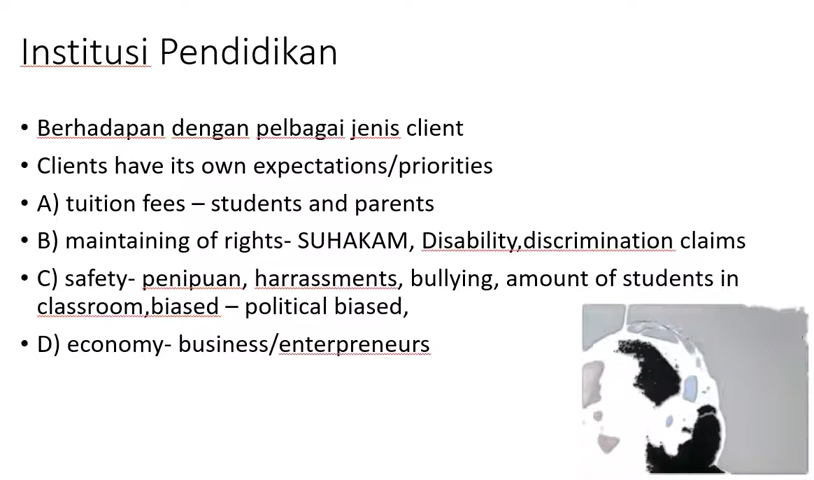 Institusi Pendidikan
• Berhadapan dengan pelbagai jenis client
• Clients have its own expectations/priorities
• A) tuition fees – students and parents
• B) maintaining of rights- SUHAKAM, Disability,discrimination claims
• C) safety- penipuan, harrassments, bullying, amount of students in
classroom,biased – political biased,
• D) economy- business/enterpreneurs